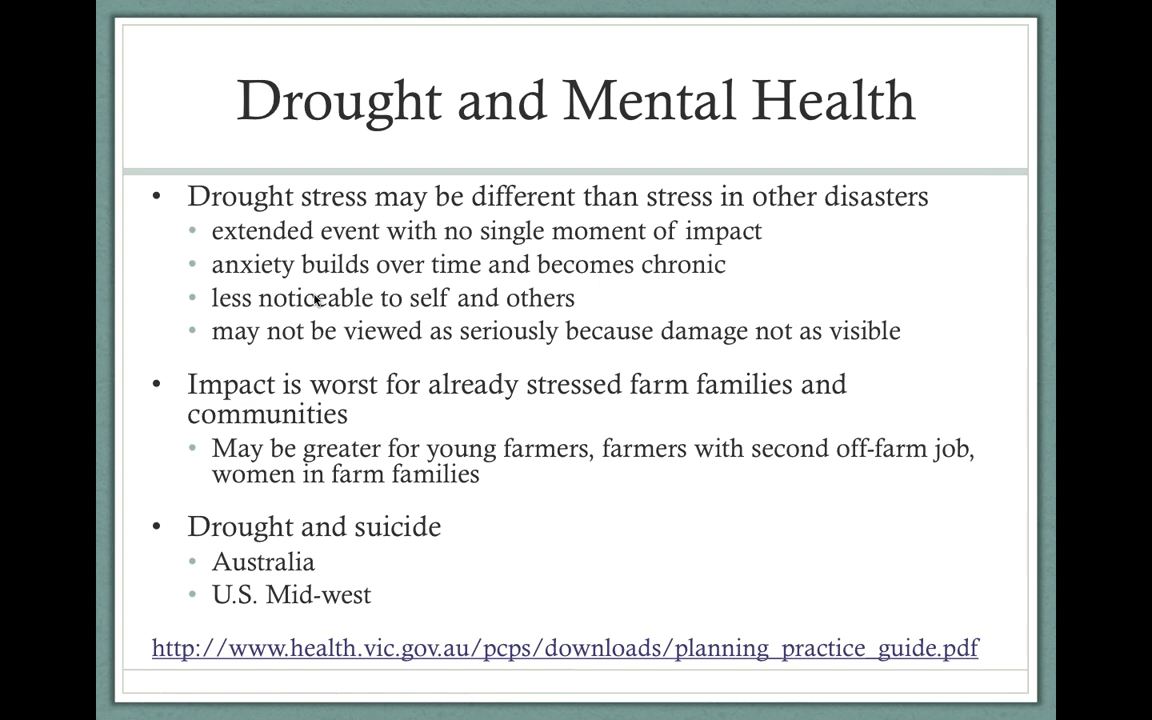 Drought and Mental Health
• Drought stress may be different than stress in other disasters
• extended event with no single moment of impact
• anxiety builds over time and becomes chronic
• less noticeable to self and others
• may not be viewed as seriously because damage not as visible
• Impact is worst for already stressed farm families and
communities
• May be greater for young farmers, farmers with second off-farm job,
women in farm families
• Drought and suicide
• Australia
• U.S. Mid-west
http://www.health.vic.gov.au/pcps/downloads/planning_practice_guide.pdf